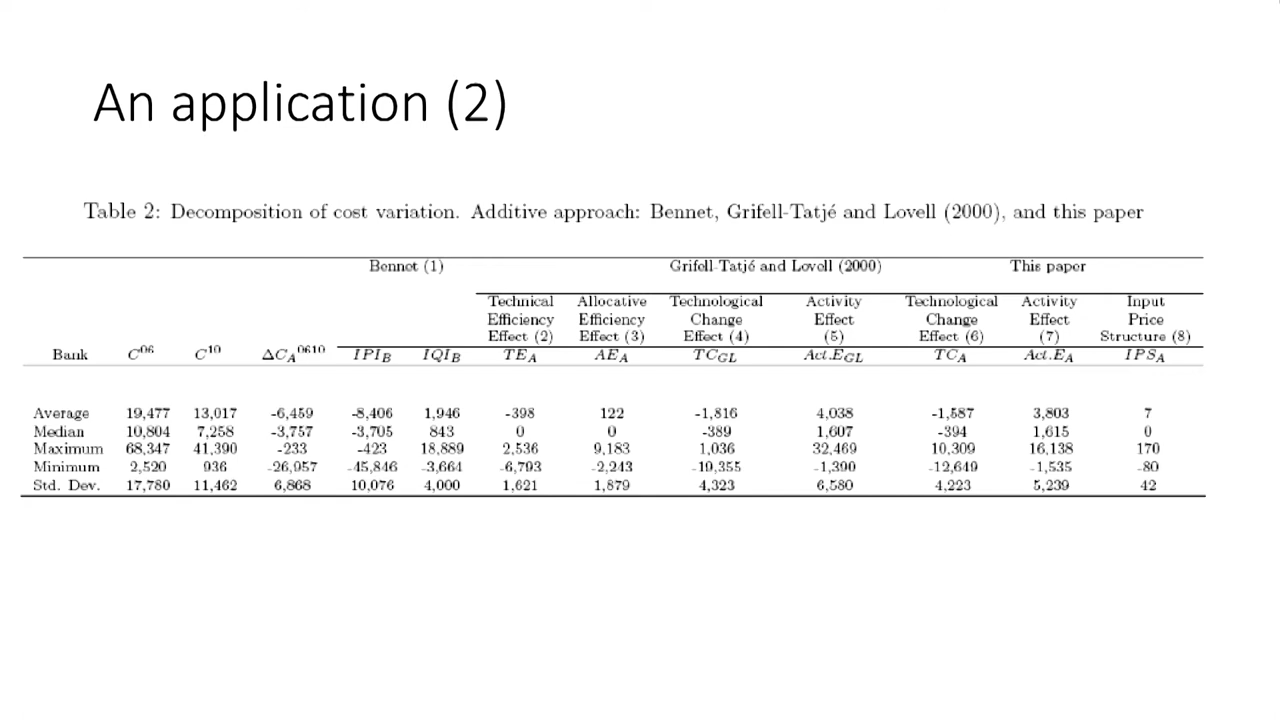 An application (2)
Table 2: Decomposition of cost variation. Additive approach: Bennet, Grifell-Tatjé and Lovell (2000), and this paper
Bennet (1) Grifell-Tatjé and Lovell (2000) This paper
Technical Allocative Technological Activity Technological Activity Input
Efficiency Efficiency Change Effect Change Effect Price
Effect (2) Effect (3) Effect (4) (5) Effect (6) (7) Structure (8)
Bank C^06 C^10 ΔC_A^0610 IPI_B IQI_B TE_A AE_A TC_GL Act.E_GL TC_A Act.E_A IPS_A
Average 19,477 13,017 -6,459 -8,406 1,946 -398 122 -1,816 4,038 -1,587 3,803 7
Median 10,804 7,258 -3,757 -3,705 843 0 0 -389 1,607 -394 1,615 0
Maximum 68,347 41,390 -233 -423 18,889 2,536 9,183 1,036 32,469 10,309 16,138 170
Minimum 2,520 936 -26,957 -45,846 -3,664 -6,793 -2,243 -19,355 -1,390 -12,649 -1,535 -80
Std. Dev. 17,780 11,462 6,868 10,076 4,000 1,621 1,879 4,323 6,580 4,223 5,239 42